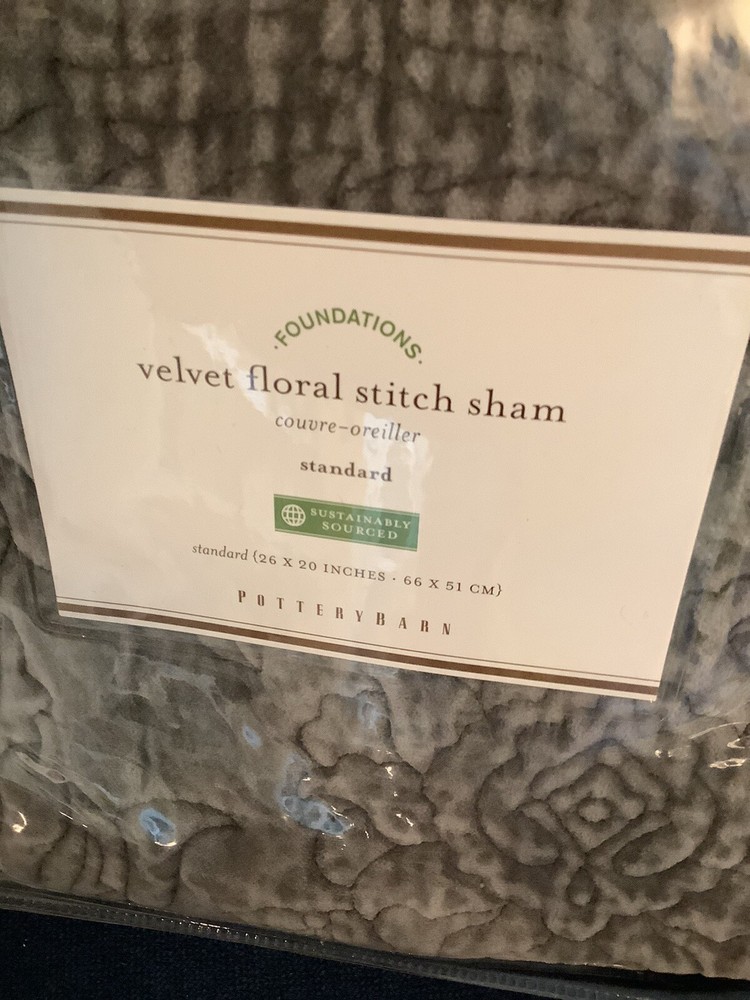 ·FOUNDATIONS·
velvet floral stitch sham
couvre-oreiller
standard
SUSTAINABLY
SOURCED
standard {26 X 20 INCHES · 66 X 51 CM}
POTTERYBARN